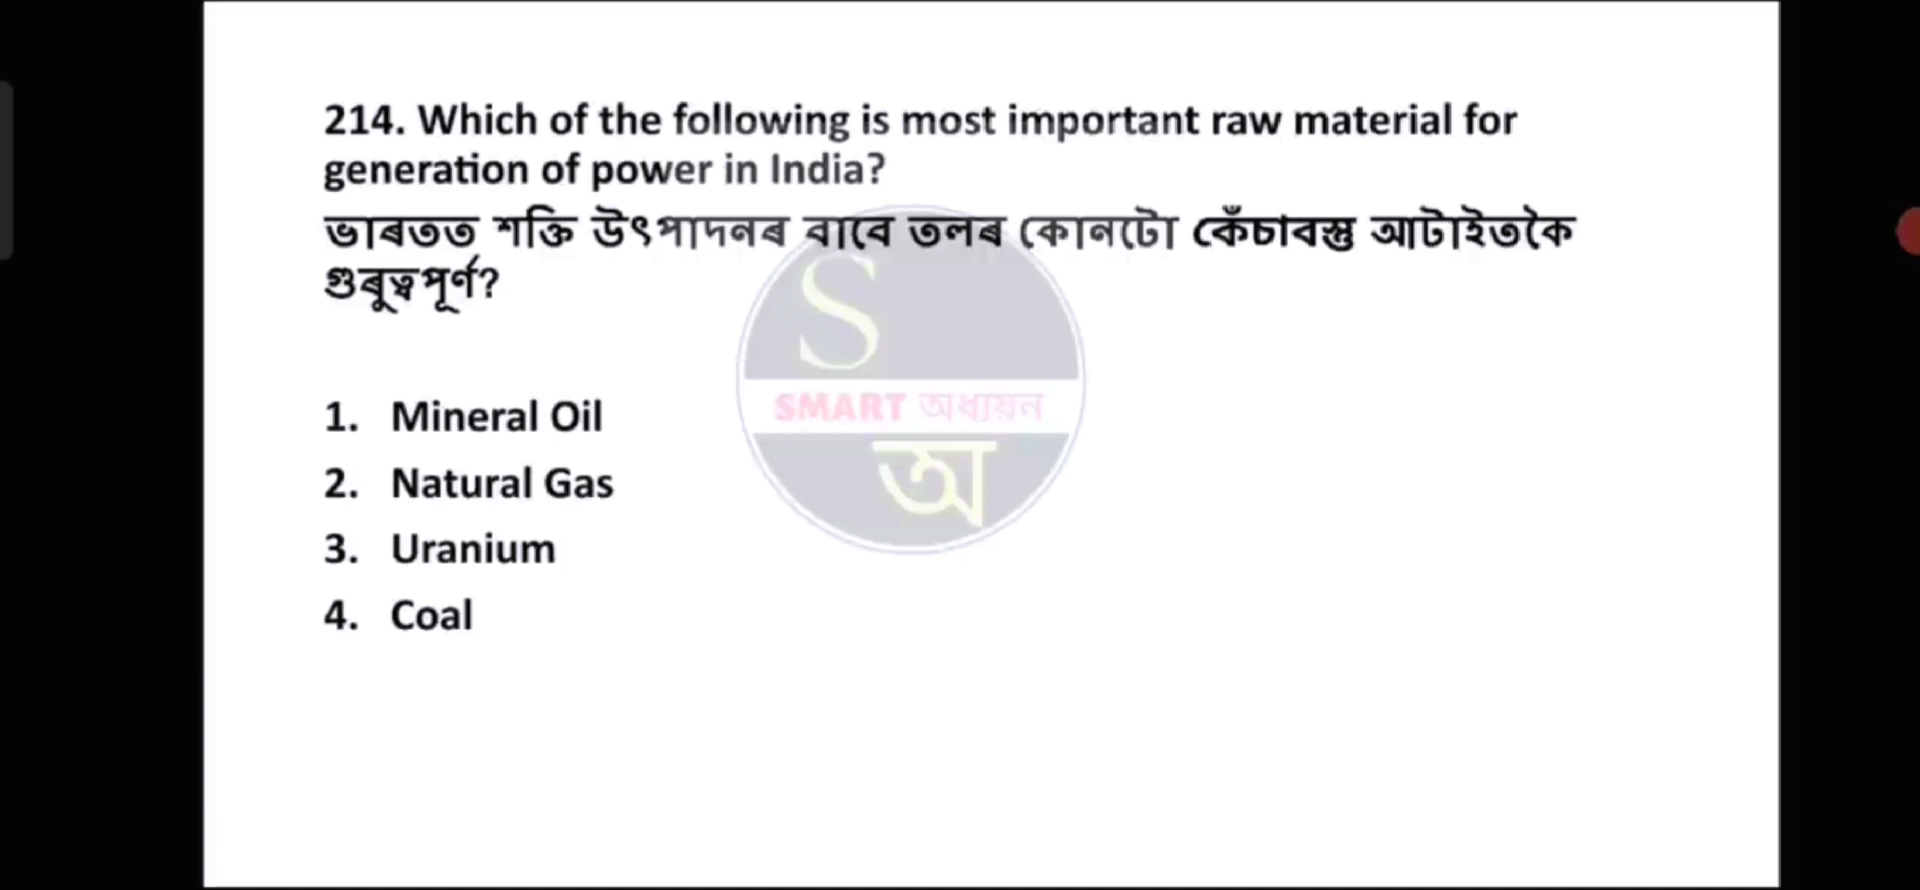 214. Which of the following is most important raw material for
generation of power in India?
ভাৰতত শক্তি উৎপাদনৰ বাবে তলৰ কোনটো কেঁচাবস্তু আটাইতকৈ
গুৰুত্বপূৰ্ণ?
S
SMART অধ্যয়ন
অ
1. Mineral Oil
2. Natural Gas
3. Uranium
4. Coal